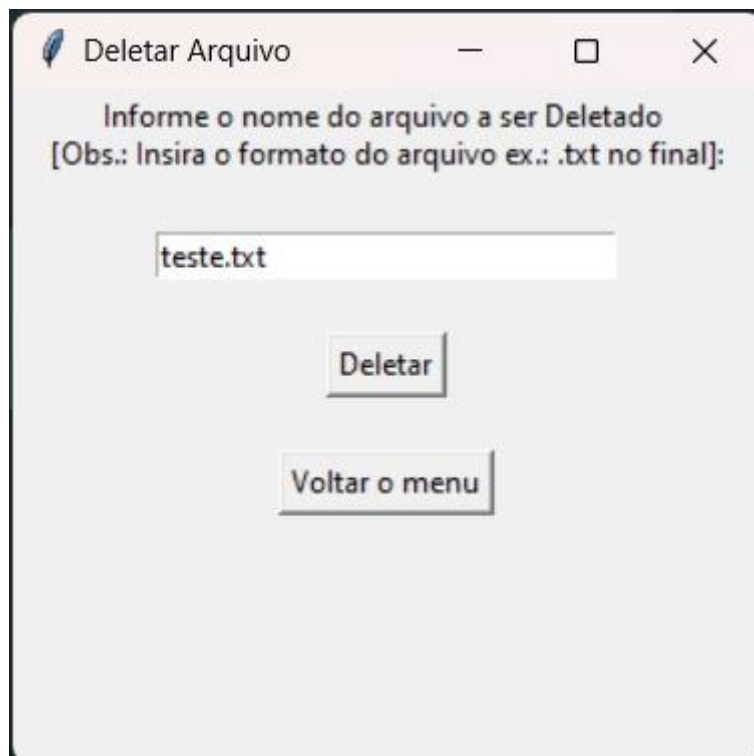 Deletar Arquivo
Informe o nome do arquivo a ser Deletado
[Obs.: Insira o formato do arquivo ex.: .txt no final]:
teste.txt
Deletar
Voltar o menu